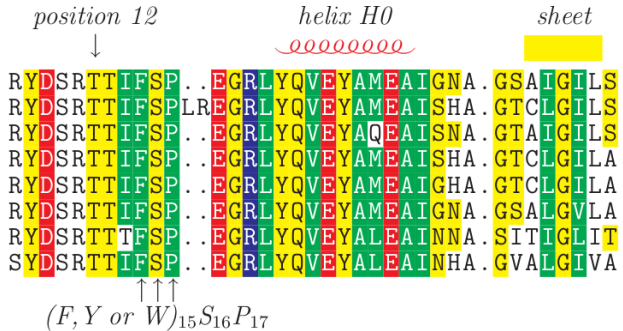 position 12 helix H0 sheet
RYDSRTTIFSP..EGRLYQVEYAMEAIGNA.GSAIGILS
RYDSRTTIFSPLREGRLYQVEYAMEAISHA.GTCLGILS
RYDSRTTIFSP..EGRLYQVEYAQEAISNA.GTAIGILS
RYDSRTTIFSP..EGRLYQVEYAMEAISHA.GTCLGILA
RYDSRTTIFSP..EGRLYQVEYAMEAIGHA.GTCLGILA
RYDSRTTIFSP..EGRLYQVEYAMEAIGNA.GSALGVLA
RYDSRTTTFSP..EGRLYQVEYALEAINNA.SITIGLIT
SYDSRTTIFSP..EGRLYQVEYALEAINHA.GVALGIVA
(F,Y or W)₁₅S₁₆P₁₇